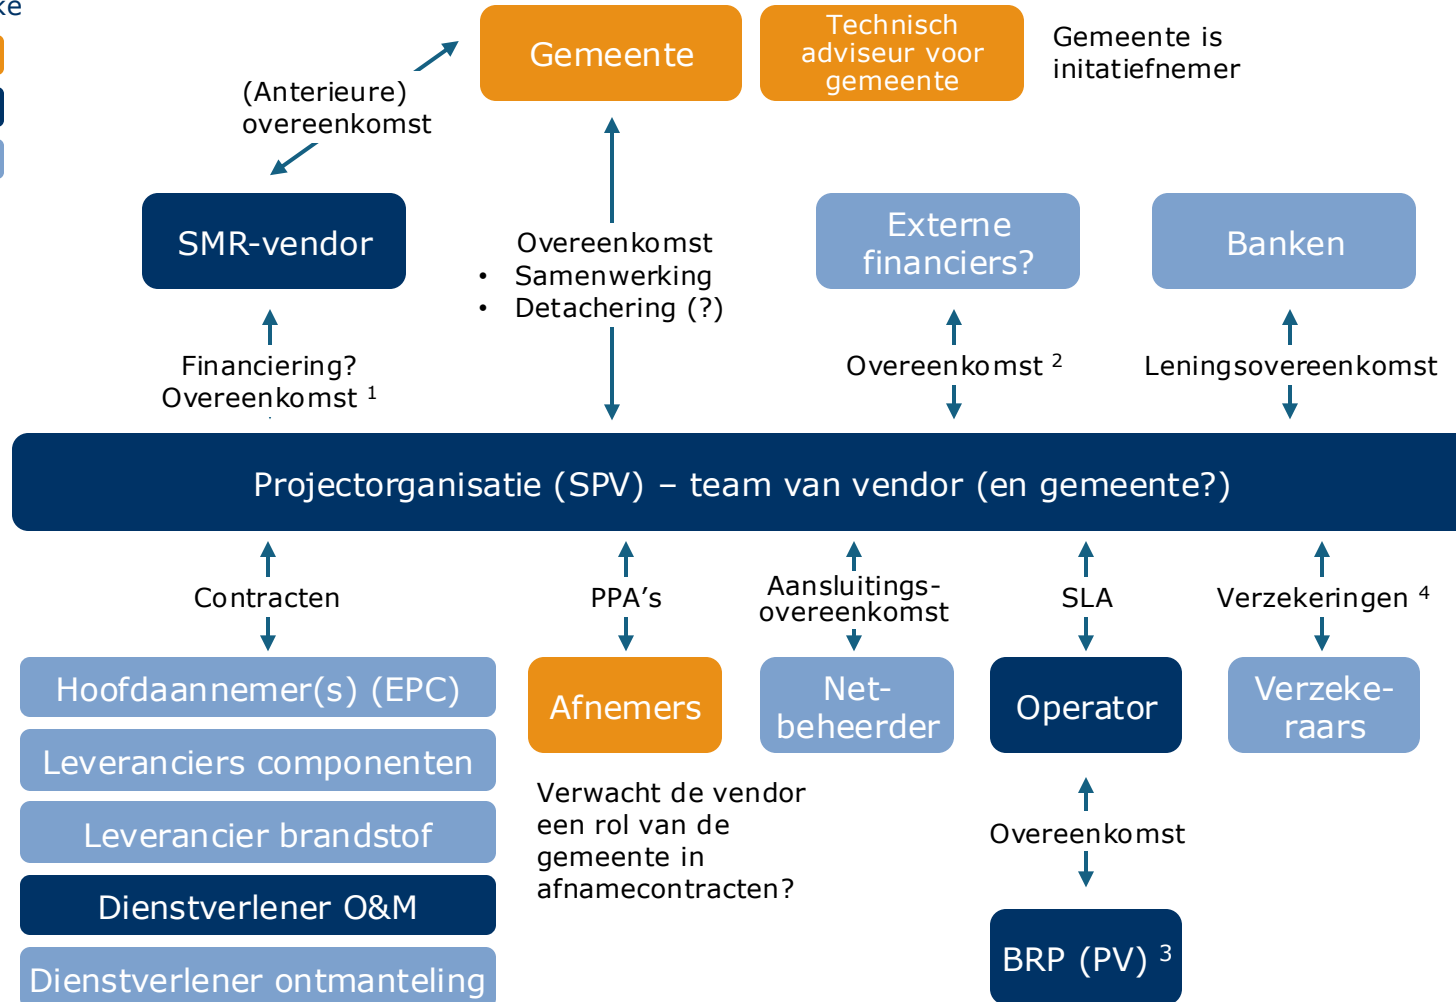 ke
Gemeente
Technisch
adviseur voor
gemeente
Gemeente is
initatiefnemer
(Anterieure)
overeenkomst
SMR-vendor
Overeenkomst
• Samenwerking
• Detachering (?)
Externe
financiers?
Banken
Financiering?
Overeenkomst 1
Overeenkomst 2
Leningsovereenkomst
Projectorganisatie (SPV) – team van vendor (en gemeente?)
Contracten
PPA’s
Aansluitings-
overeenkomst
SLA
Verzekeringen 4
Hoofdaannemer(s) (EPC)
Leveranciers componenten
Leverancier brandstof
Dienstverlener O&M
Dienstverlener ontmanteling
Afnemers
Net-
beheerder
Operator
Verzeke-
raars
Verwacht de vendor
een rol van de
gemeente in
afnamecontracten?
Overeenkomst
BRP (PV) 3